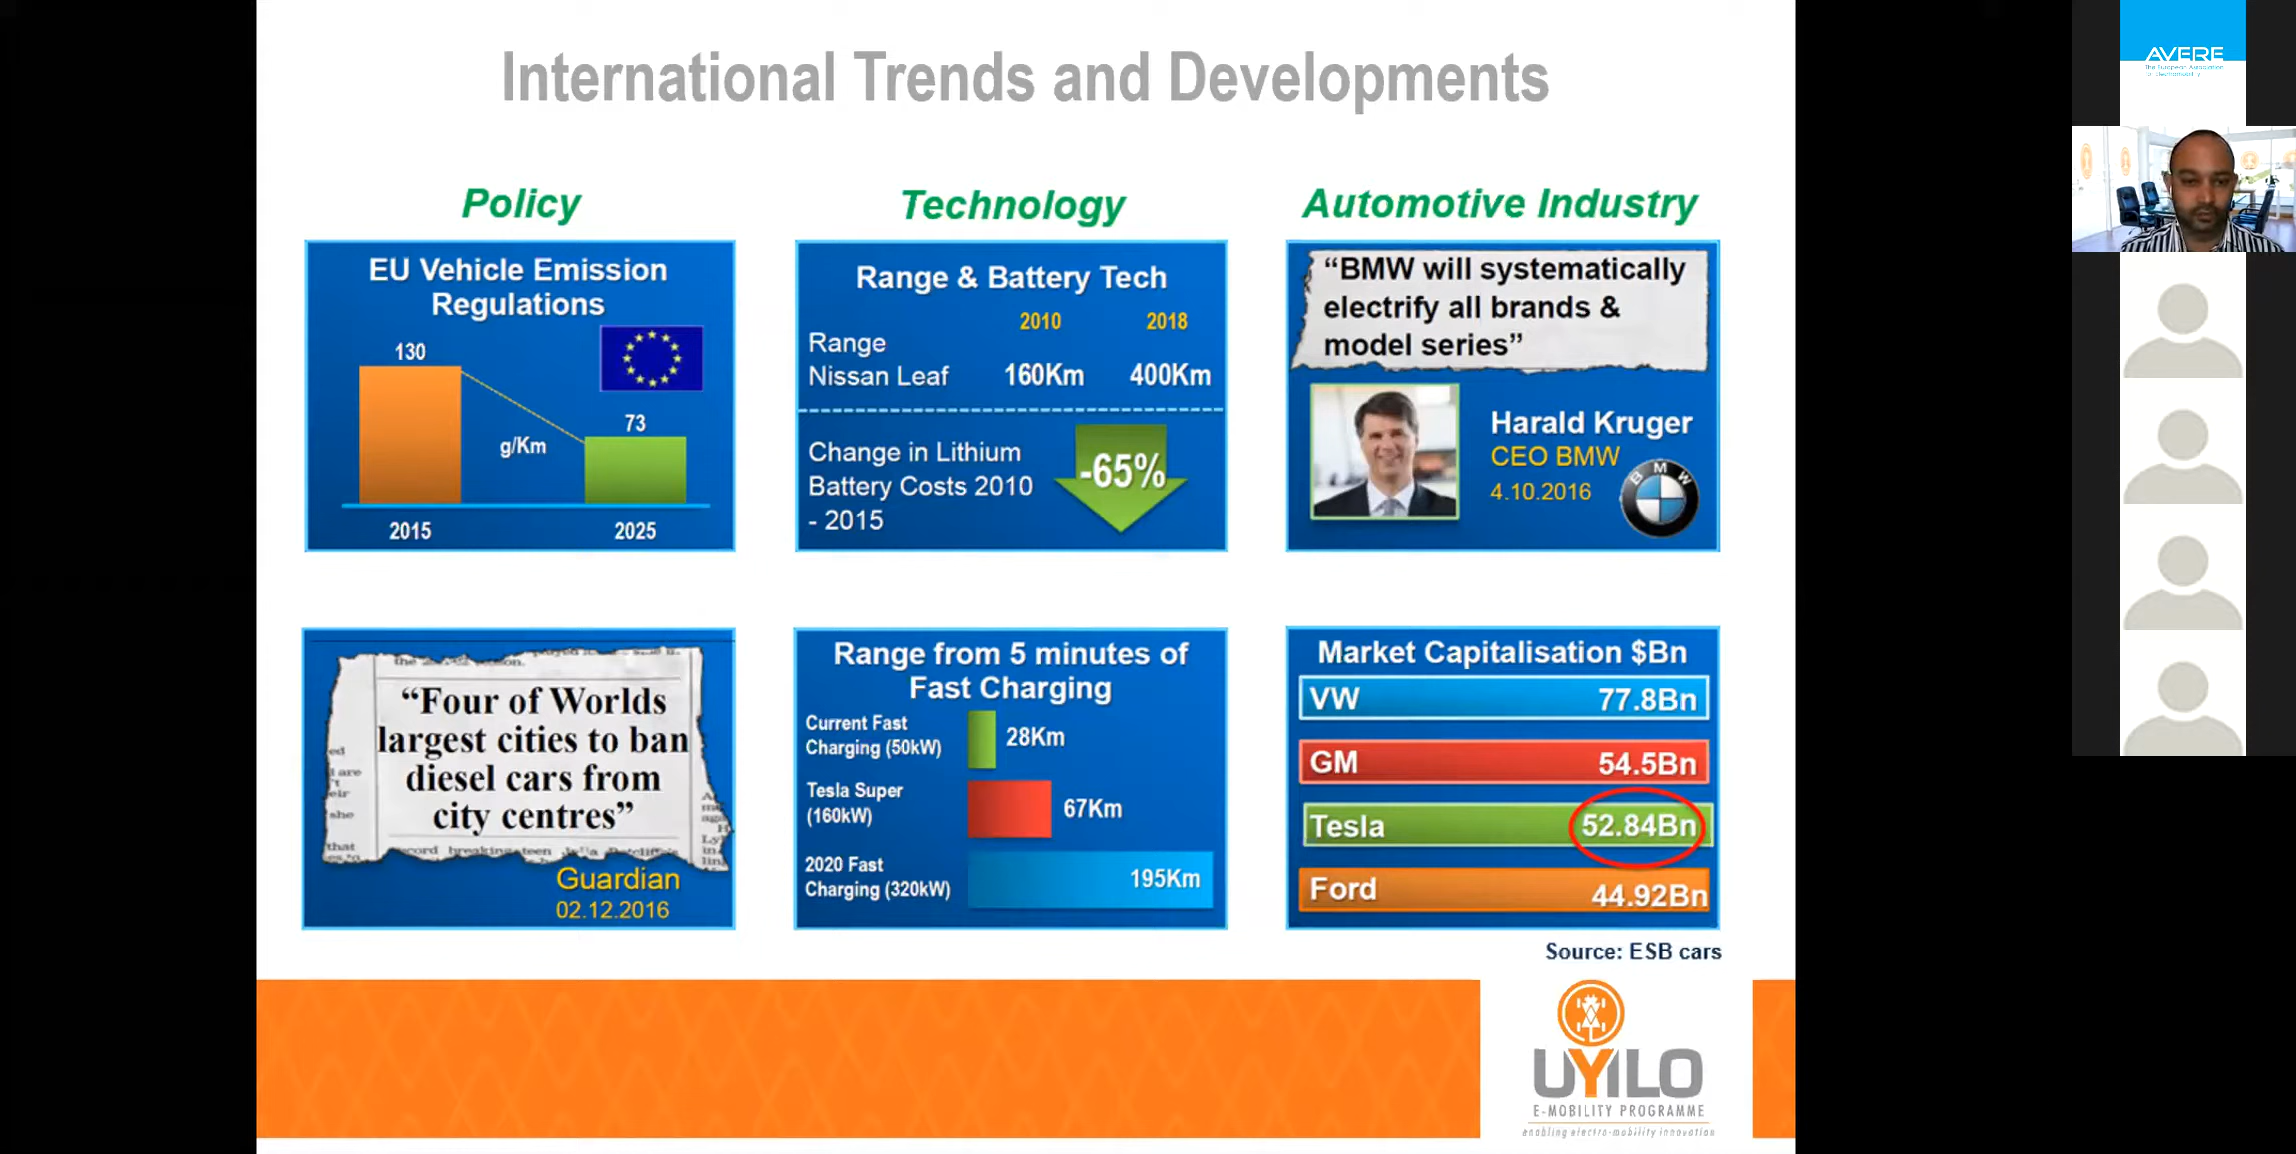 International Trends and Developments
Policy
EU Vehicle Emission
Regulations
130
73
g/Km
2015
2025
“Four of Worlds
largest cities to ban
diesel cars from
city centres”
Guardian
02.12.2016
Technology
Range & Battery Tech
2010 2018
Range
Nissan Leaf 160Km 400Km
Change in Lithium
Battery Costs 2010
- 2015
-65%
Range from 5 minutes of
Fast Charging
Current Fast
Charging (50kW)
28Km
Tesla Super
(160kW)
67Km
2020 Fast
Charging (320kW)
195Km
Automotive Industry
“BMW will systematically
electrify all brands &
model series”
Harald Kruger
CEO BMW
4.10.2016
BMW
Market Capitalisation $Bn
VW 77.8Bn
GM 54.5Bn
Tesla 52.84Bn
Ford 44.92Bn
Source: ESB cars
UYILO
E-MOBILITY PROGRAMME
enabling electro-mobility innovation
AVERE
The European Association
for Electromobility